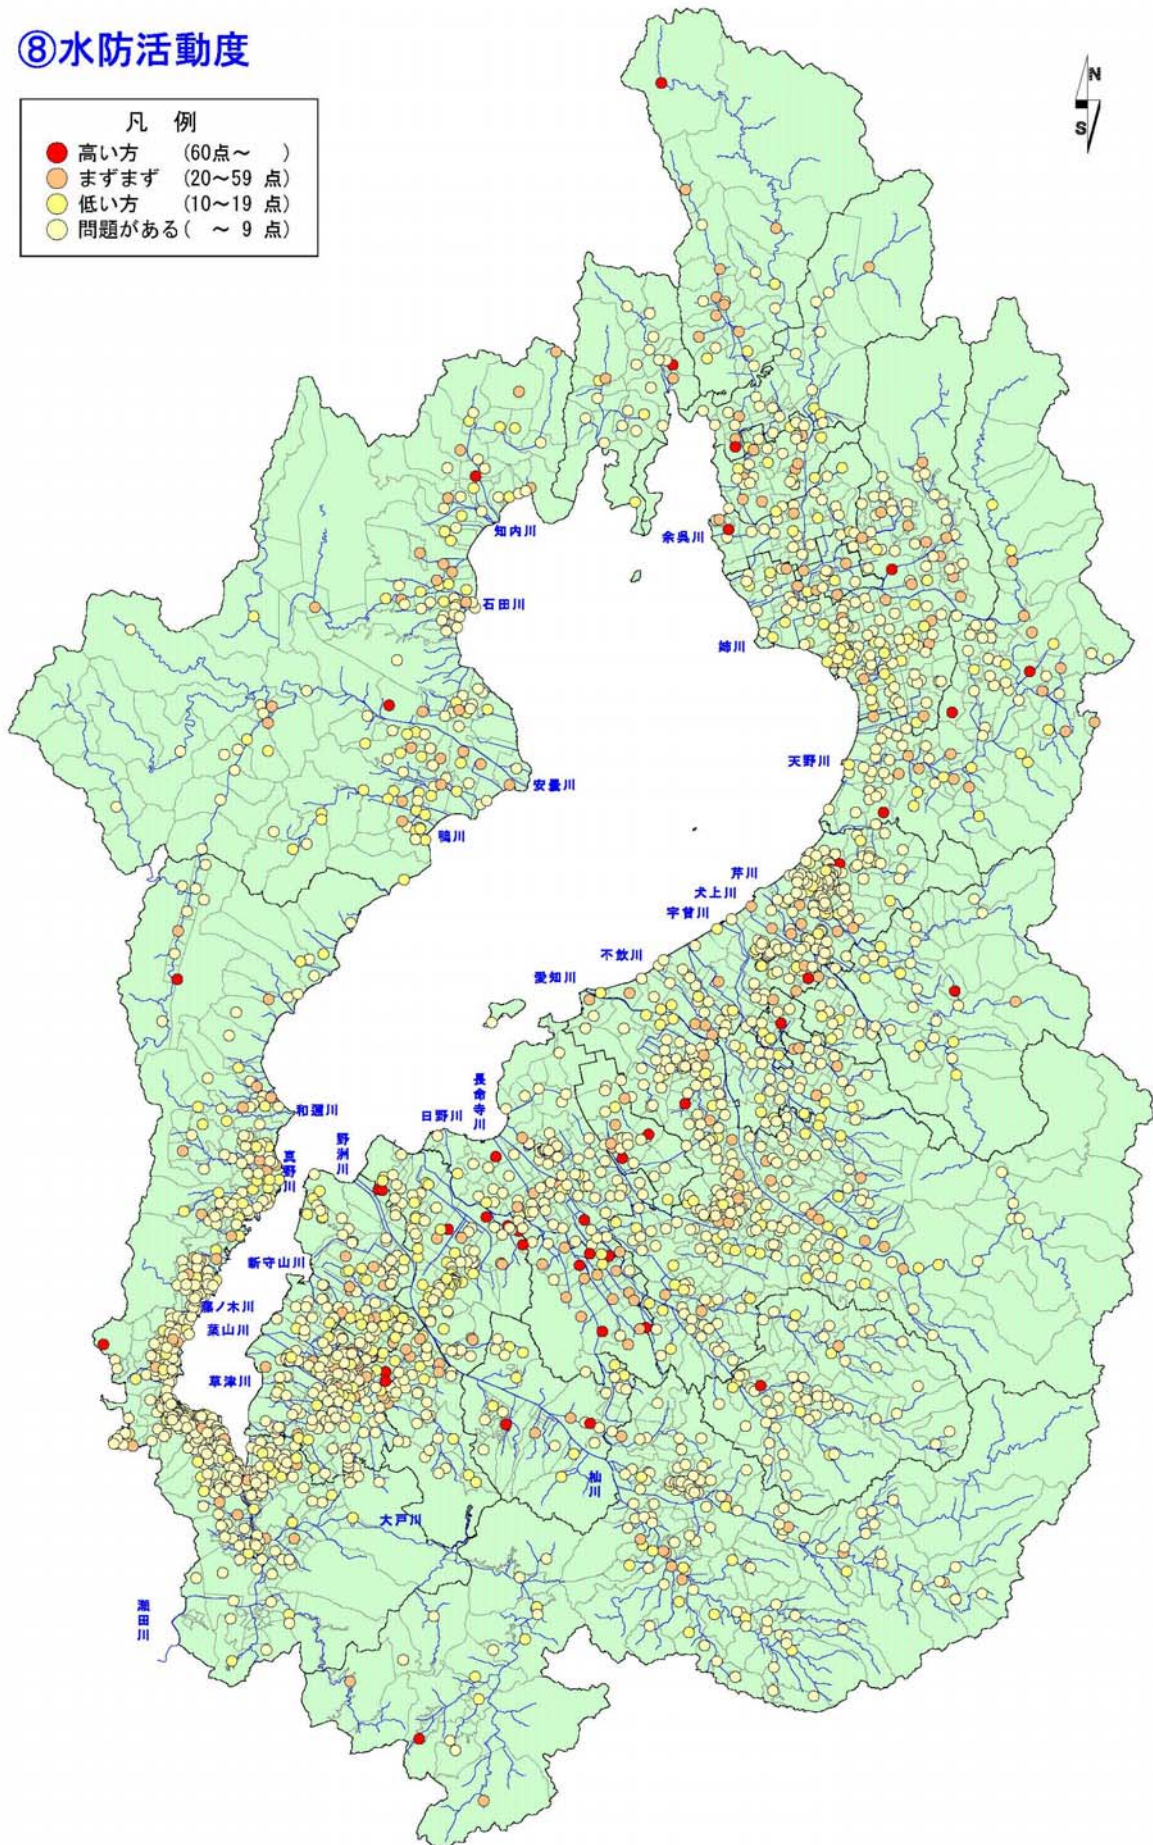 ⑧水防活動度
凡 例
高い方 (60点～ )
まずまず (20～59 点)
低い方 (10～19 点)
問題がある( ～ 9 点)
N
S
知内川
余呉川
石田川
姉川
天野川
安曇川
鴨川
芹川
犬上川
宇曽川
不飲川
愛知川
長命寺川
日野川
和邇川
野洲川
真野川
新守山川
ノ木川
葉山川
草津川
杣川
大戸川
瀬田川